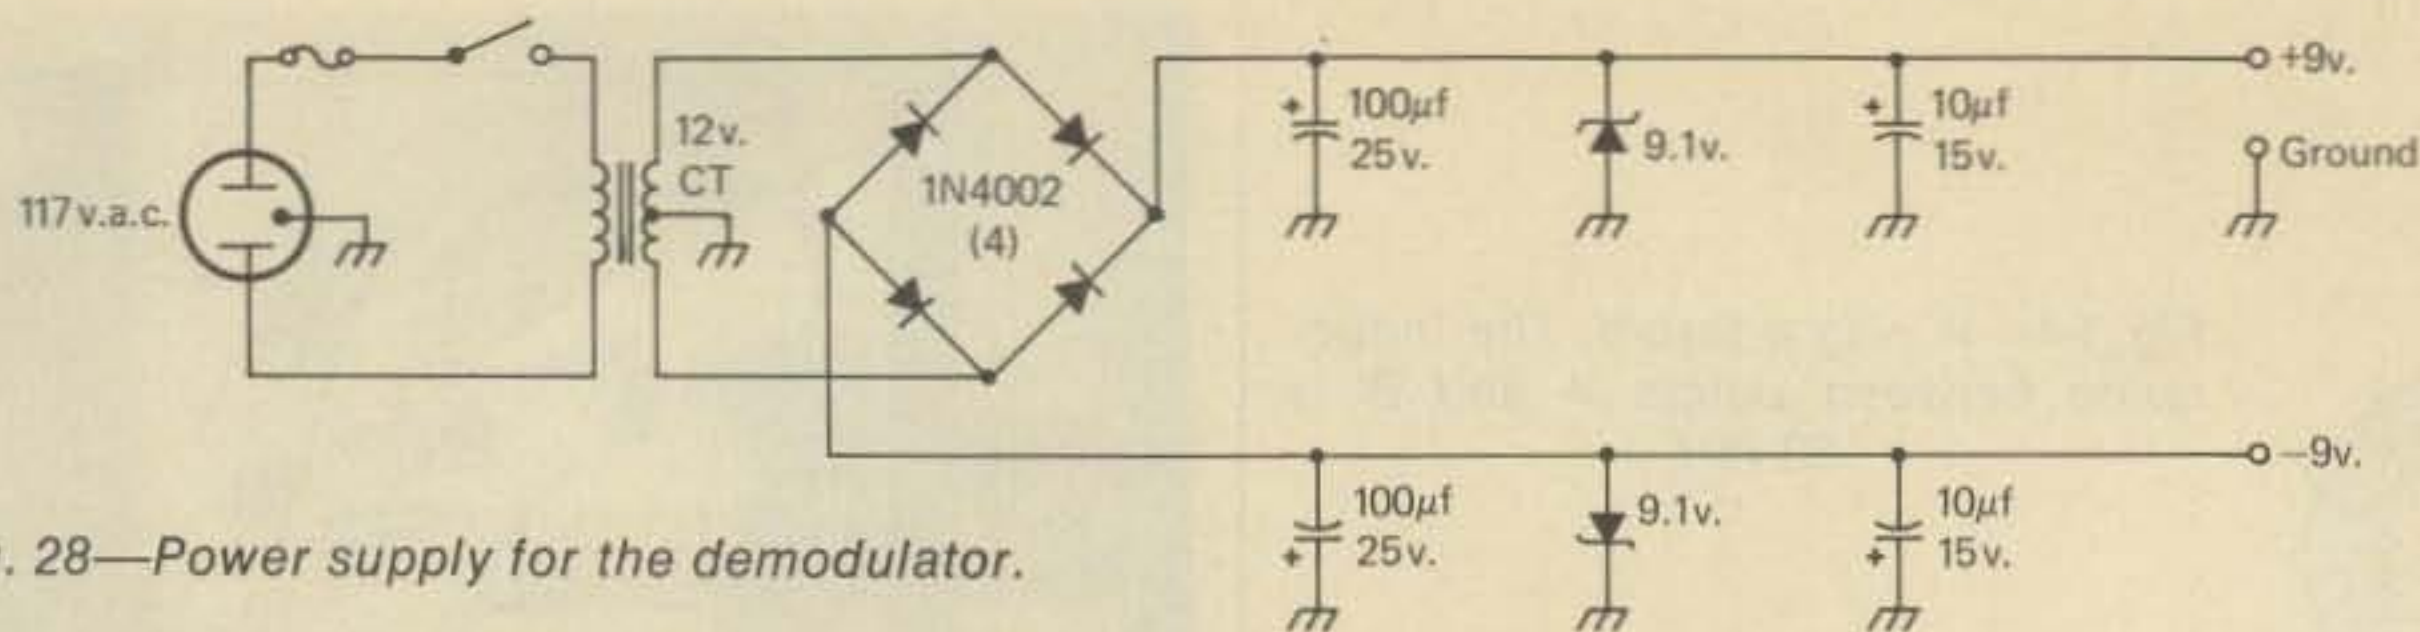 117v.a.c.
12v.
CT
1N4002
(4)
100µf
25v.
9.1v.
10µf
15v.
+9v.
Ground
100µf
25v.
9.1v.
10µf
15v.
–9v.
. 28—Power supply for the demodulator.